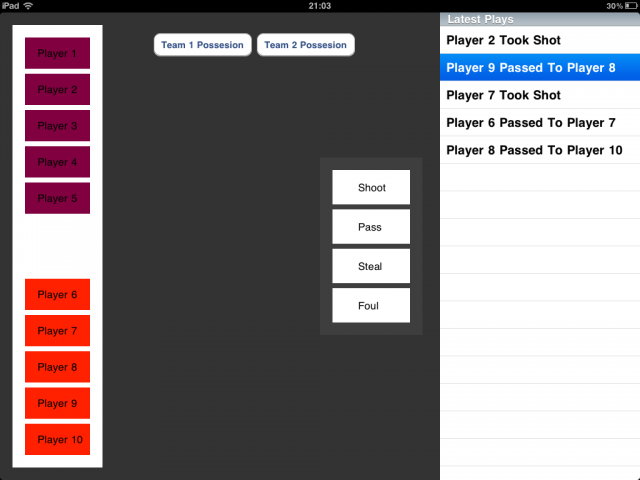 iPad 21:03 30%
Player 1
Player 2
Player 3
Player 4
Player 5
Player 6
Player 7
Player 8
Player 9
Player 10
Team 1 Possesion Team 2 Possesion
Shoot
Pass
Steal
Foul
Latest Plays
Player 2 Took Shot
Player 9 Passed To Player 8
Player 7 Took Shot
Player 6 Passed To Player 7
Player 8 Passed To Player 10